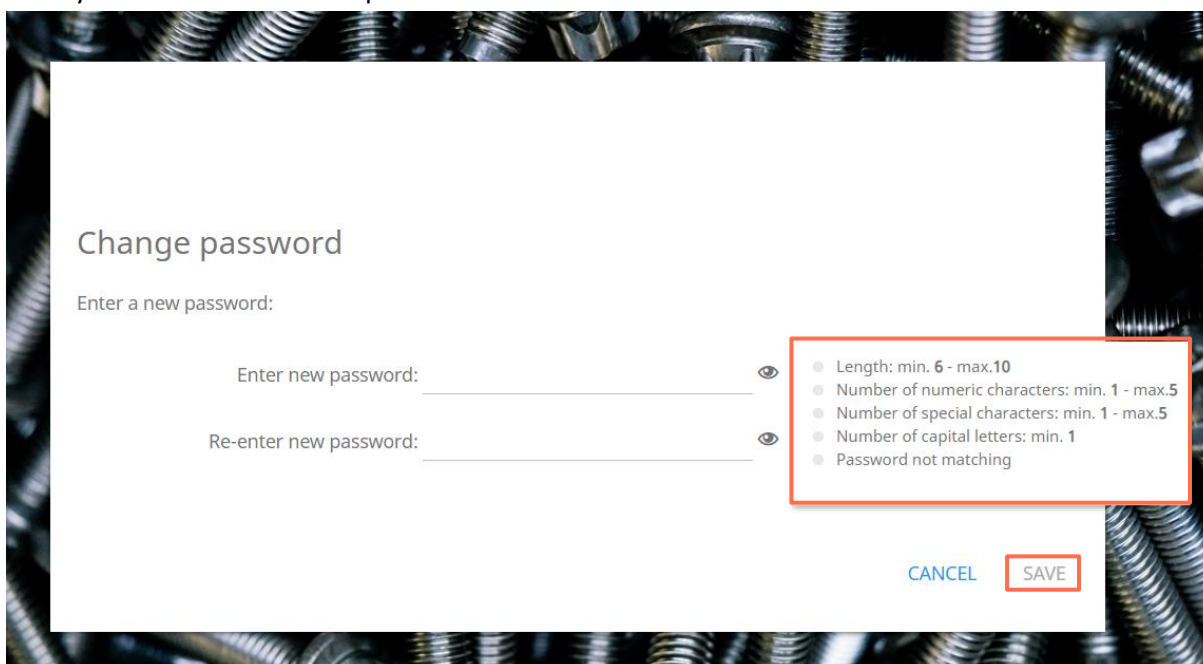 Change password
Enter a new password:
Enter new password:
Re-enter new password:
Length: min. 6 - max.10
Number of numeric characters: min. 1 - max.5
Number of special characters: min. 1 - max.5
Number of capital letters: min. 1
Password not matching
CANCEL SAVE